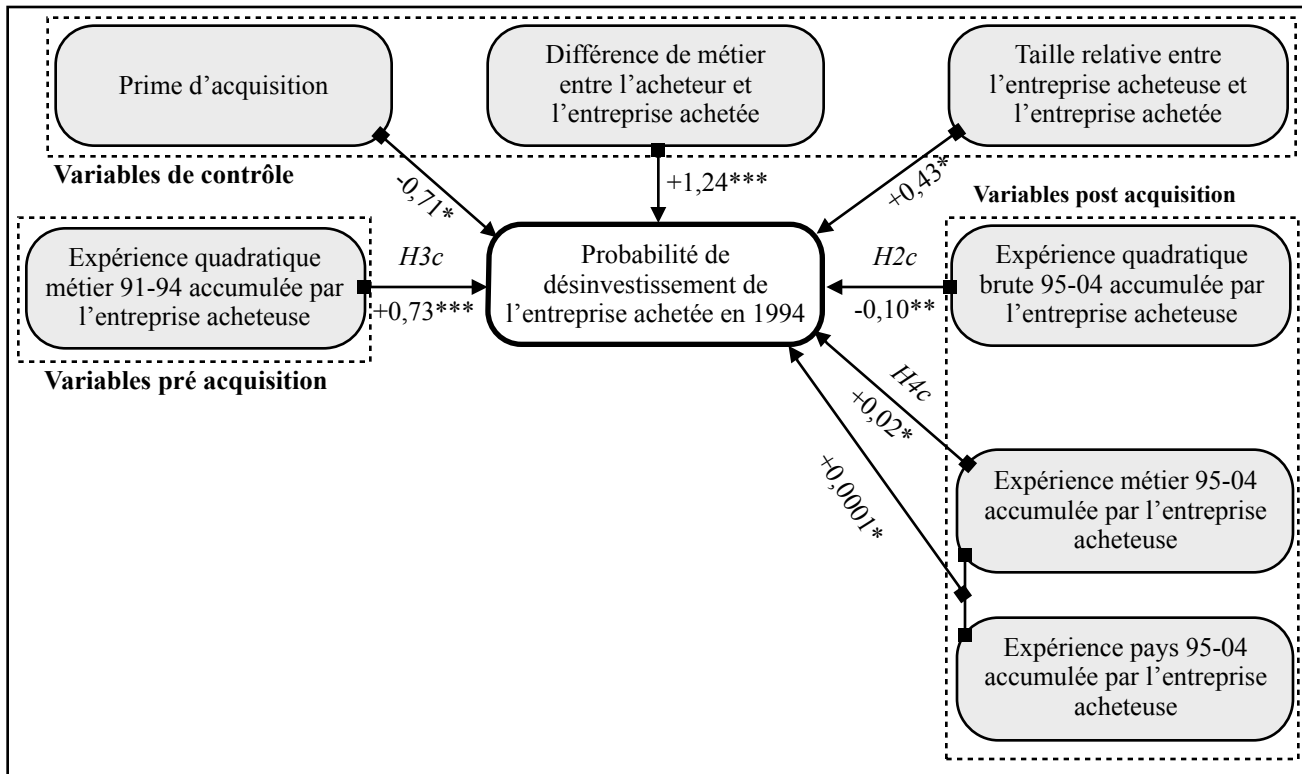 Prime d’acquisition
Différence de métier
entre l’acheteur et
l’entreprise achetée
Taille relative entre
l’entreprise acheteuse et
l’entreprise achetée
Variables de contrôle
-0,71*
+1,24***
+0,43*
Variables post acquisition
Expérience quadratique
métier 91-94 accumulée par
l’entreprise acheteuse
H3c
+0,73***
Probabilité de
désinvestissement de
l’entreprise achetée en 1994
H2c
-0,10**
Expérience quadratique
brute 95-04 accumulée par
l’entreprise acheteuse
Variables pré acquisition
H4c
+0,02*
+0,0001*
Expérience métier 95-04
accumulée par l’entreprise
acheteuse
Expérience pays 95-04
accumulée par l’entreprise
acheteuse